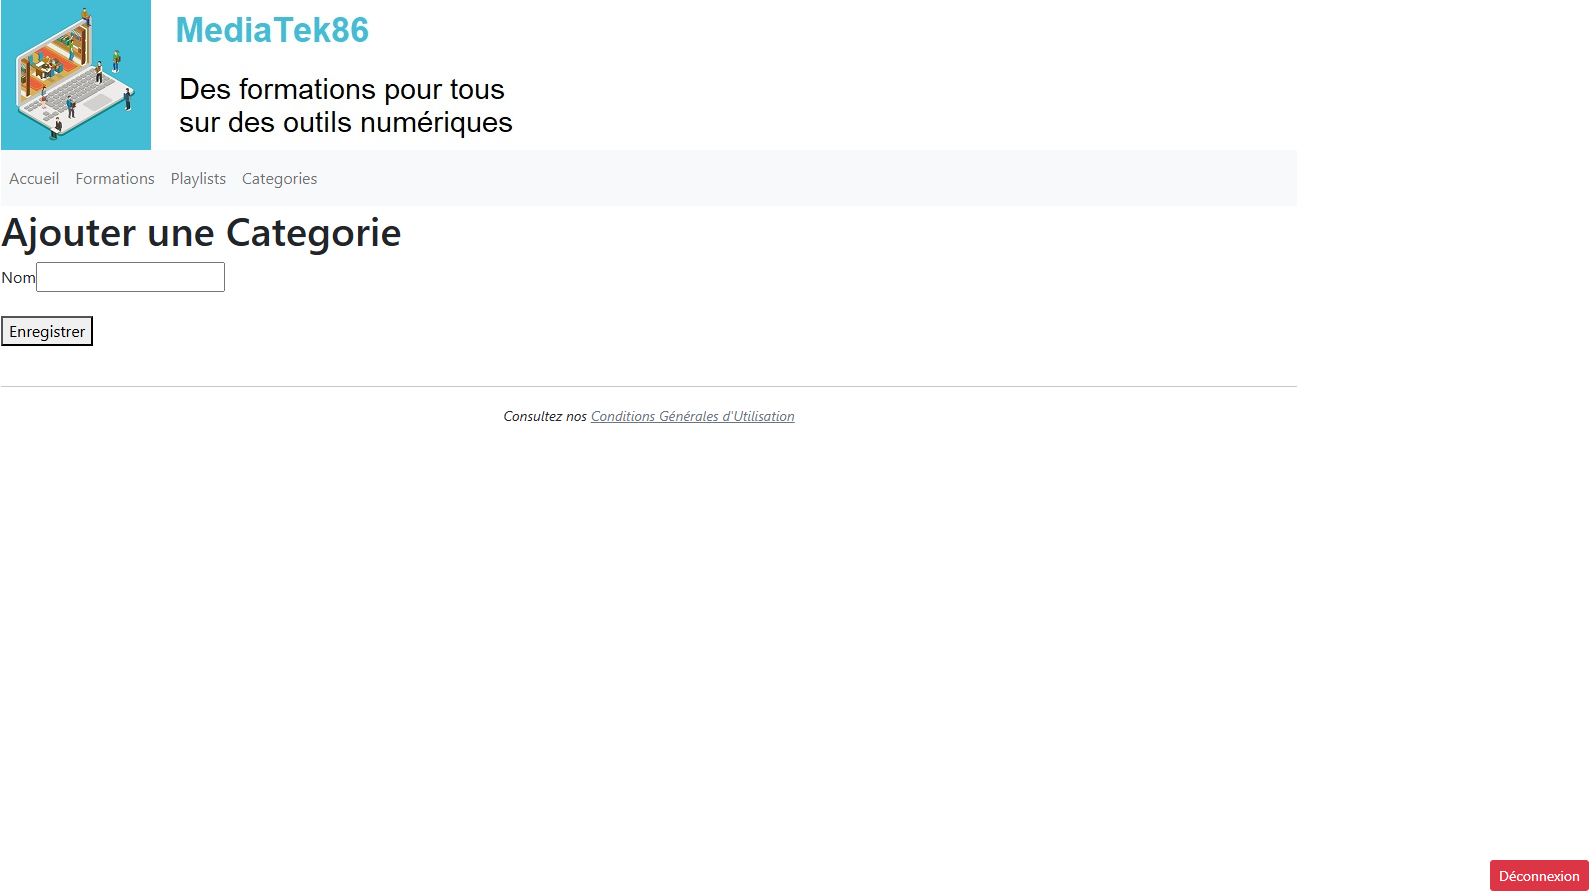 MediaTek86
Des formations pour tous
sur des outils numériques
Accueil Formations Playlists Categories
Ajouter une Categorie
Nom
Enregistrer
Consultez nos Conditions Générales d'Utilisation
Déconnexion